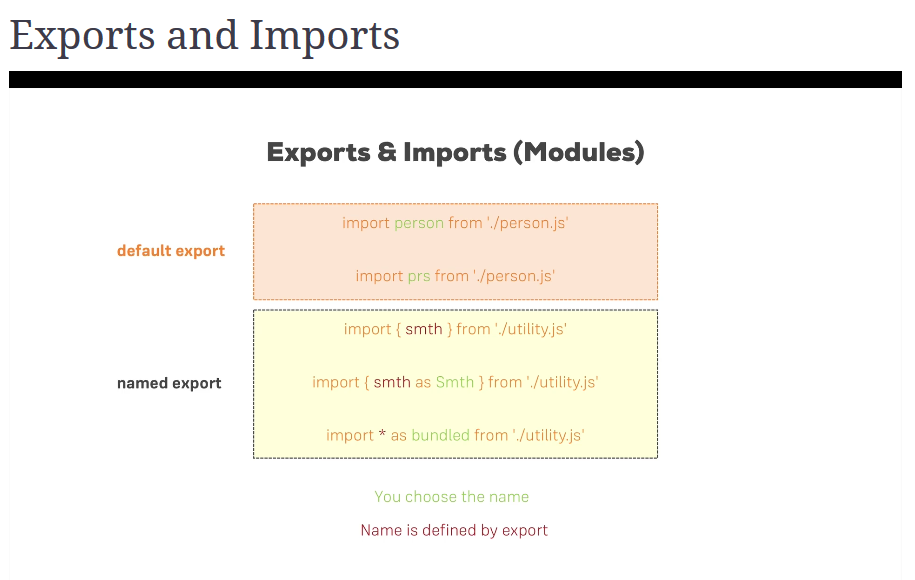 Exports and Imports
Exports & Imports (Modules)
default export
import person from './person.js'
import prs from './person.js'
named export
import { smth } from './utility.js'
import { smth as Smth } from './utility.js'
import * as bundled from './utility.js'
You choose the name
Name is defined by export